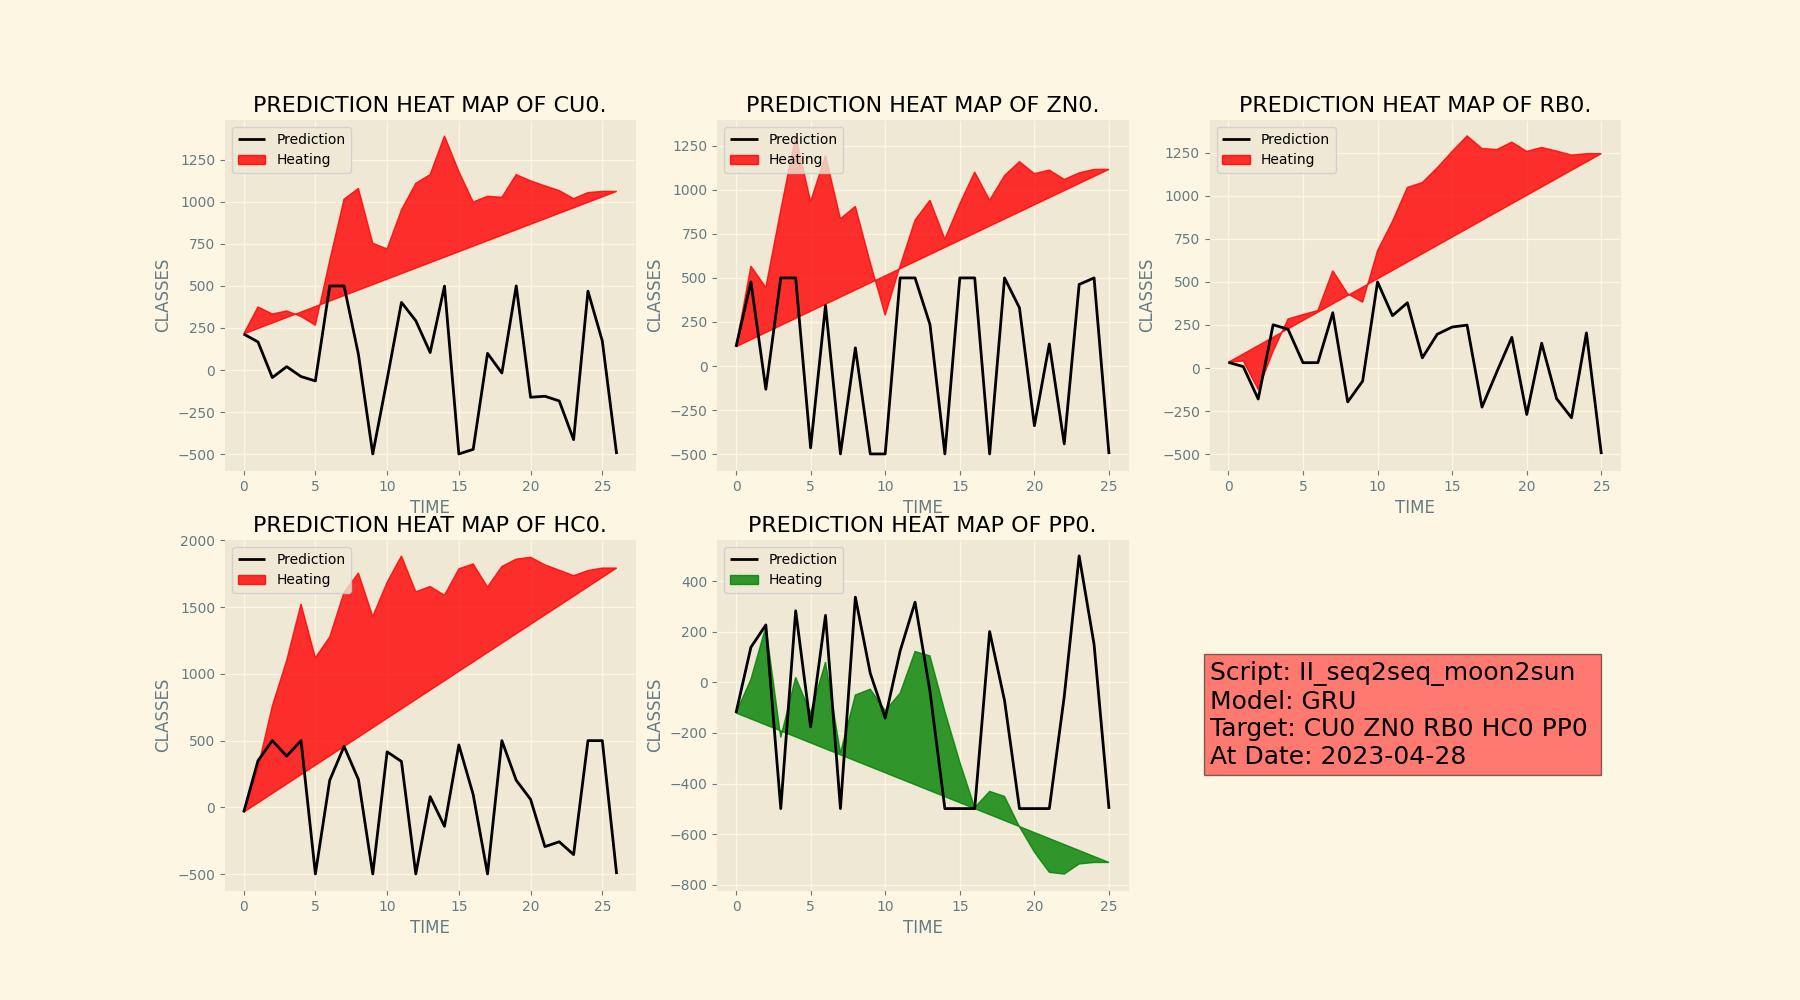 PREDICTION HEAT MAP OF CU0.
Prediction
Heating
1250
1000
750
500
250
0
−250
−500
CLASSES
0 5 10 15 20 25
TIME
PREDICTION HEAT MAP OF ZN0.
Prediction
Heating
1250
1000
750
500
250
0
−250
−500
CLASSES
0 5 10 15 20 25
TIME
PREDICTION HEAT MAP OF RB0.
Prediction
Heating
1250
1000
750
500
250
0
−250
−500
CLASSES
0 5 10 15 20 25
TIME
PREDICTION HEAT MAP OF HC0.
Prediction
Heating
2000
1500
1000
500
0
−500
CLASSES
0 5 10 15 20 25
TIME
PREDICTION HEAT MAP OF PP0.
Prediction
Heating
400
200
0
−200
−400
−600
−800
CLASSES
0 5 10 15 20 25
TIME
Script: II_seq2seq_moon2sun
Model: GRU
Target: CU0 ZN0 RB0 HC0 PP0
At Date: 2023-04-28